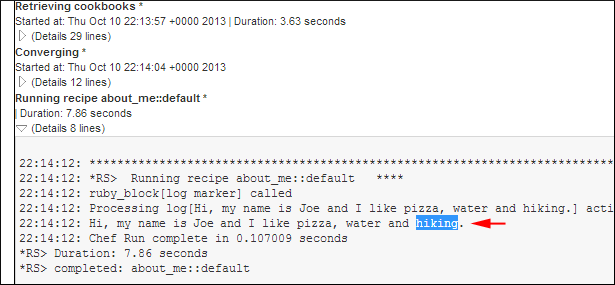 Retrieving cookbooks *
Started at: Thu Oct 10 22:13:57 +0000 2013 | Duration: 3.63 seconds
(Details 29 lines)
Converging *
Started at: Thu Oct 10 22:14:04 +0000 2013
(Details 12 lines)
Running recipe about_me::default *
| Duration: 7.86 seconds
(Details 8 lines)
22:14:12: ****************************************************************************
22:14:12: *RS>  Running recipe about_me::default   ****
22:14:12: ruby_block[log marker] called
22:14:12: Processing log[Hi, my name is Joe and I like pizza, water and hiking.] acti
22:14:12: Hi, my name is Joe and I like pizza, water and hiking.
22:14:12: Chef Run complete in 0.107009 seconds
*RS> Duration: 7.86 seconds
*RS> completed: about_me::default